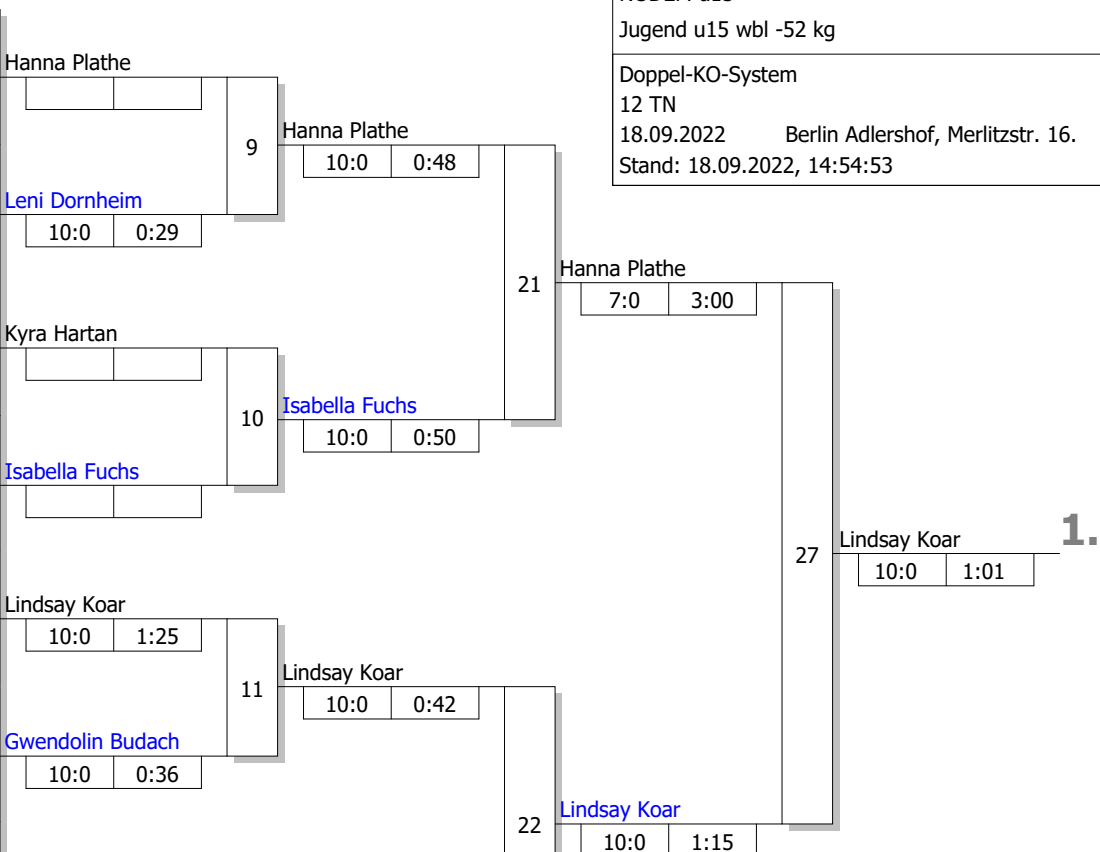 Jugend u15 wbl -52 kg
Doppel-KO-System
12 TN
18.09.2022 Berlin Adlershof, Merlitzstr. 16.
Stand: 18.09.2022, 14:54:53
Hanna Plathe
9
Hanna Plathe
10:0 0:48
Leni Dornheim
10:0 0:29
21
Hanna Plathe
7:0 3:00
Kyra Hartan
10
Isabella Fuchs
10:0 0:50
Isabella Fuchs
27
Lindsay Koar
1.
10:0 1:01
Lindsay Koar
10:0 1:25
11
Lindsay Koar
10:0 0:42
Gwendolin Budach
10:0 0:36
22
Lindsay Koar
10:0 1:15